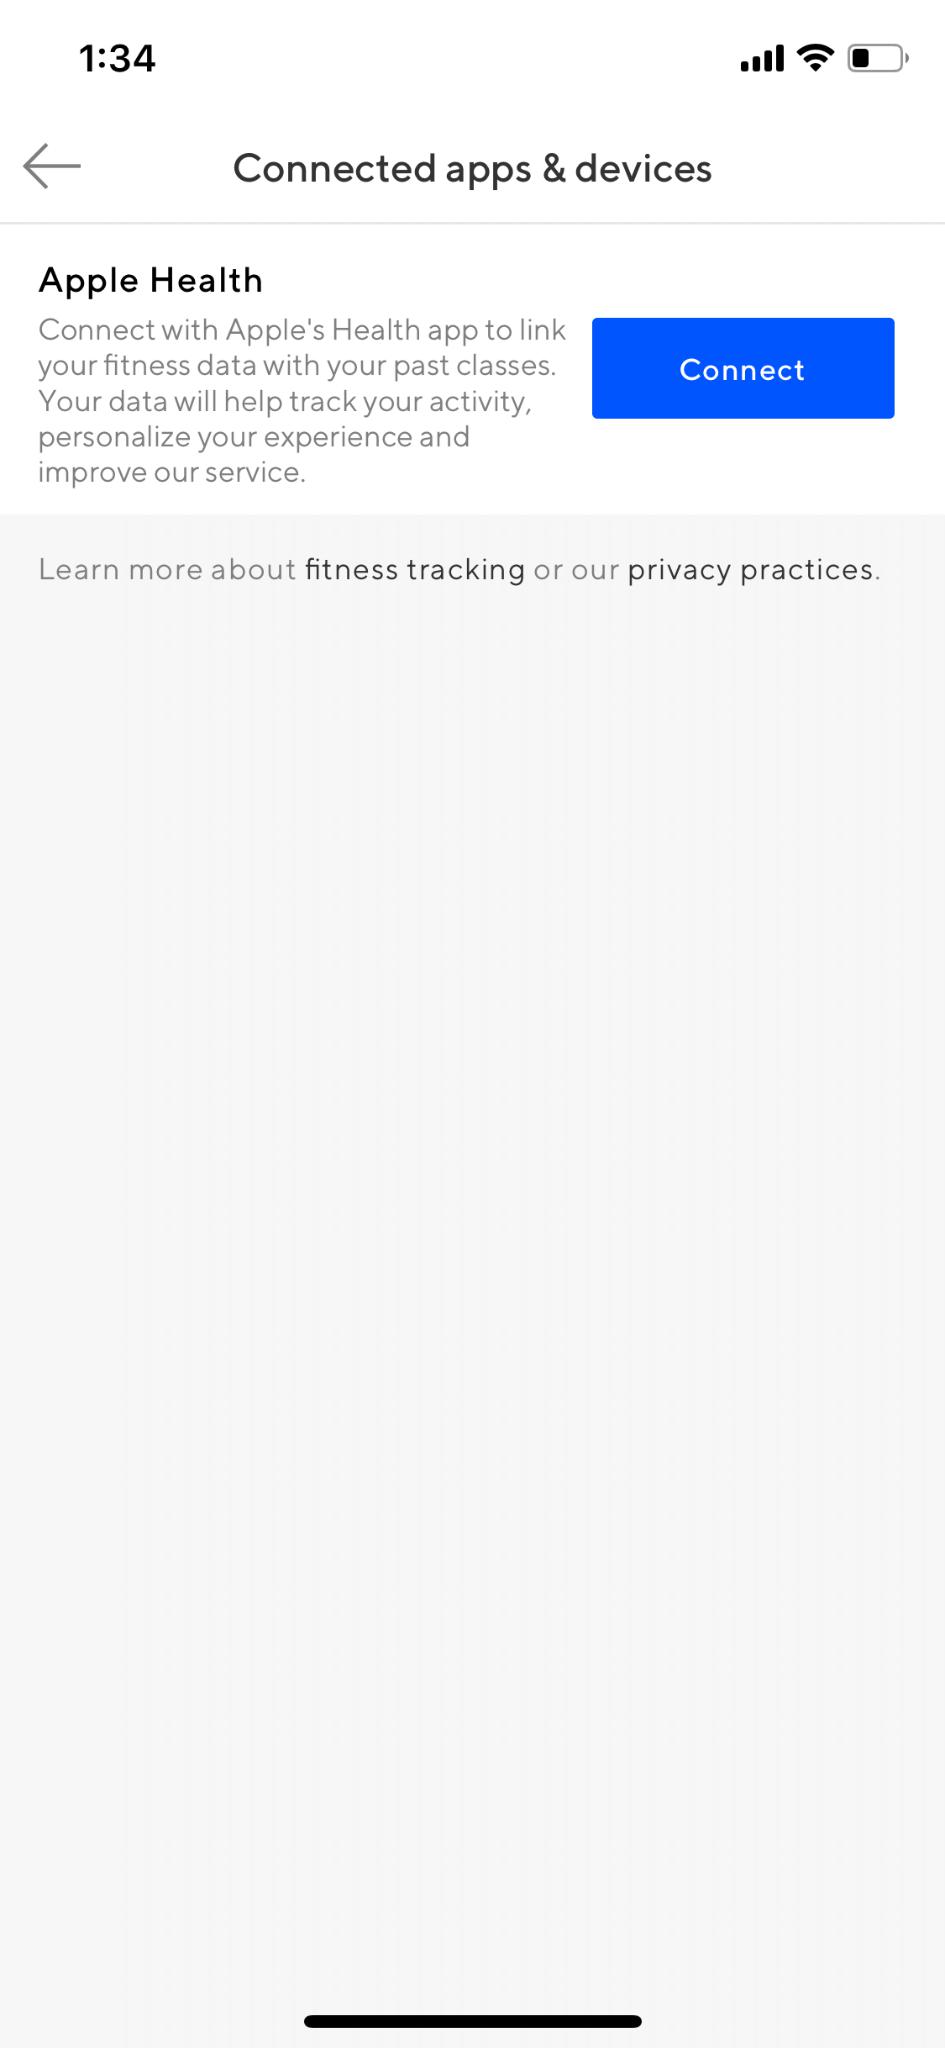 1:34
Connected apps & devices
Apple Health
Connect with Apple's Health app to link
your fitness data with your past classes.
Your data will help track your activity,
personalize your experience and
improve our service.
Connect
Learn more about fitness tracking or our privacy practices.